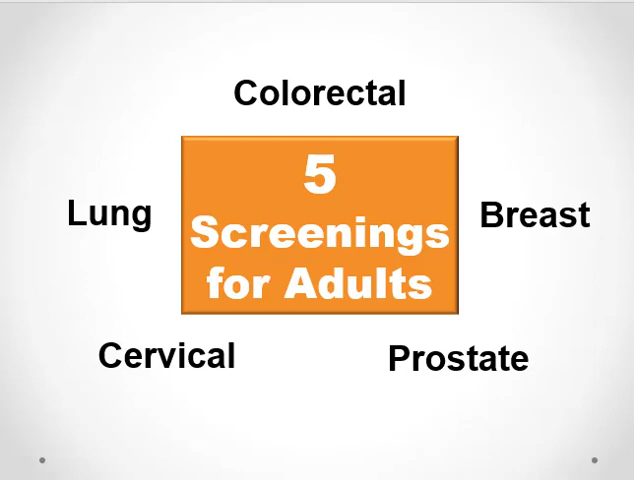 Colorectal
5
Screenings
for Adults
Lung
Breast
Cervical
Prostate